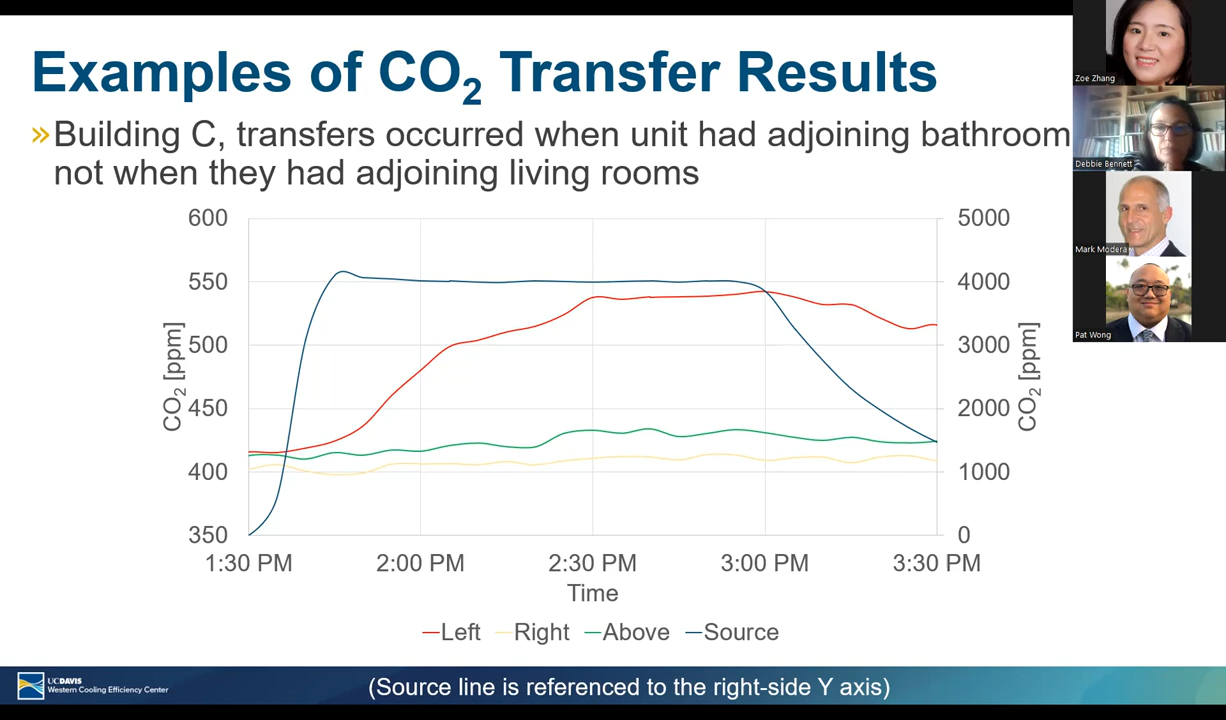 Examples of CO2 Transfer Results
»Building C, transfers occurred when unit had adjoining bathroom
not when they had adjoining living rooms
600
550
500
450
400
350
CO2 [ppm]
5000
4000
3000
2000
1000
0
CO2 [ppm]
1:30 PM 2:00 PM 2:30 PM 3:00 PM 3:30 PM
Time
Left Right Above Source
UCDAVIS
Western Cooling Efficiency Center
(Source line is referenced to the right-side Y axis)
Zoe Zhang
Debbie Bennett
Mark Modera
Pat Wong